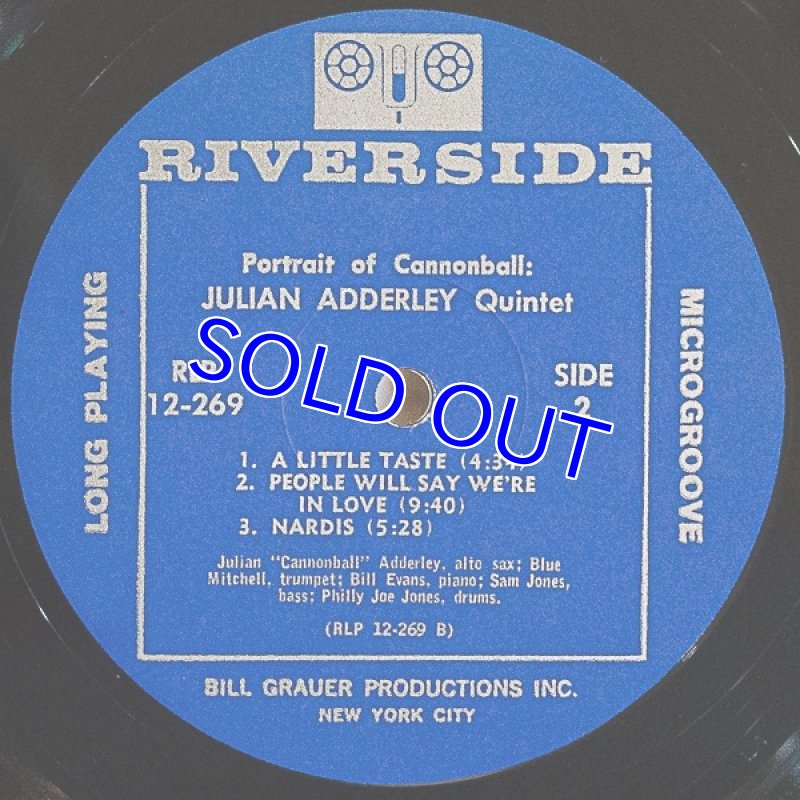 RIVERSIDE
Portrait of Cannonball:
JULIAN ADDERLEY Quintet
LONG PLAYING
MICROGROOVE
RLP
12-269
SIDE
2
SOLD OUT
1. A LITTLE TASTE (4:34)
2. PEOPLE WILL SAY WE'RE
IN LOVE (9:40)
3. NARDIS (5:28)
Julian "Cannonball" Adderley, alto sax; Blue
Mitchell, trumpet; Bill Evans, piano; Sam Jones,
bass; Philly Joe Jones, drums.
(RLP 12-269 B)
BILL GRAUER PRODUCTIONS INC.
NEW YORK CITY